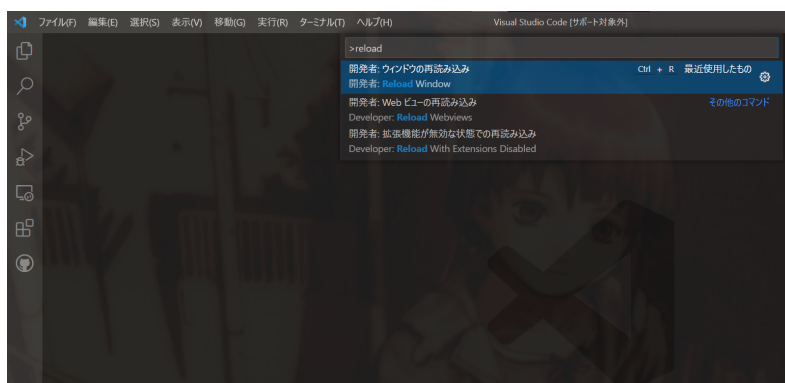 ファイル(F) 編集(E) 選択(S) 表示(V) 移動(G) 実行(R) ターミナル(T) ヘルプ(H) Visual Studio Code [サポート対象外]
>reload
開発者: ウィンドウの再読み込み Ctrl + R 最近使用したもの
開発者: Reload Window
開発者: Web ビューの再読み込み その他のコマンド
Developer: Reload Webviews
開発者: 拡張機能が無効な状態での再読み込み
Developer: Reload With Extensions Disabled